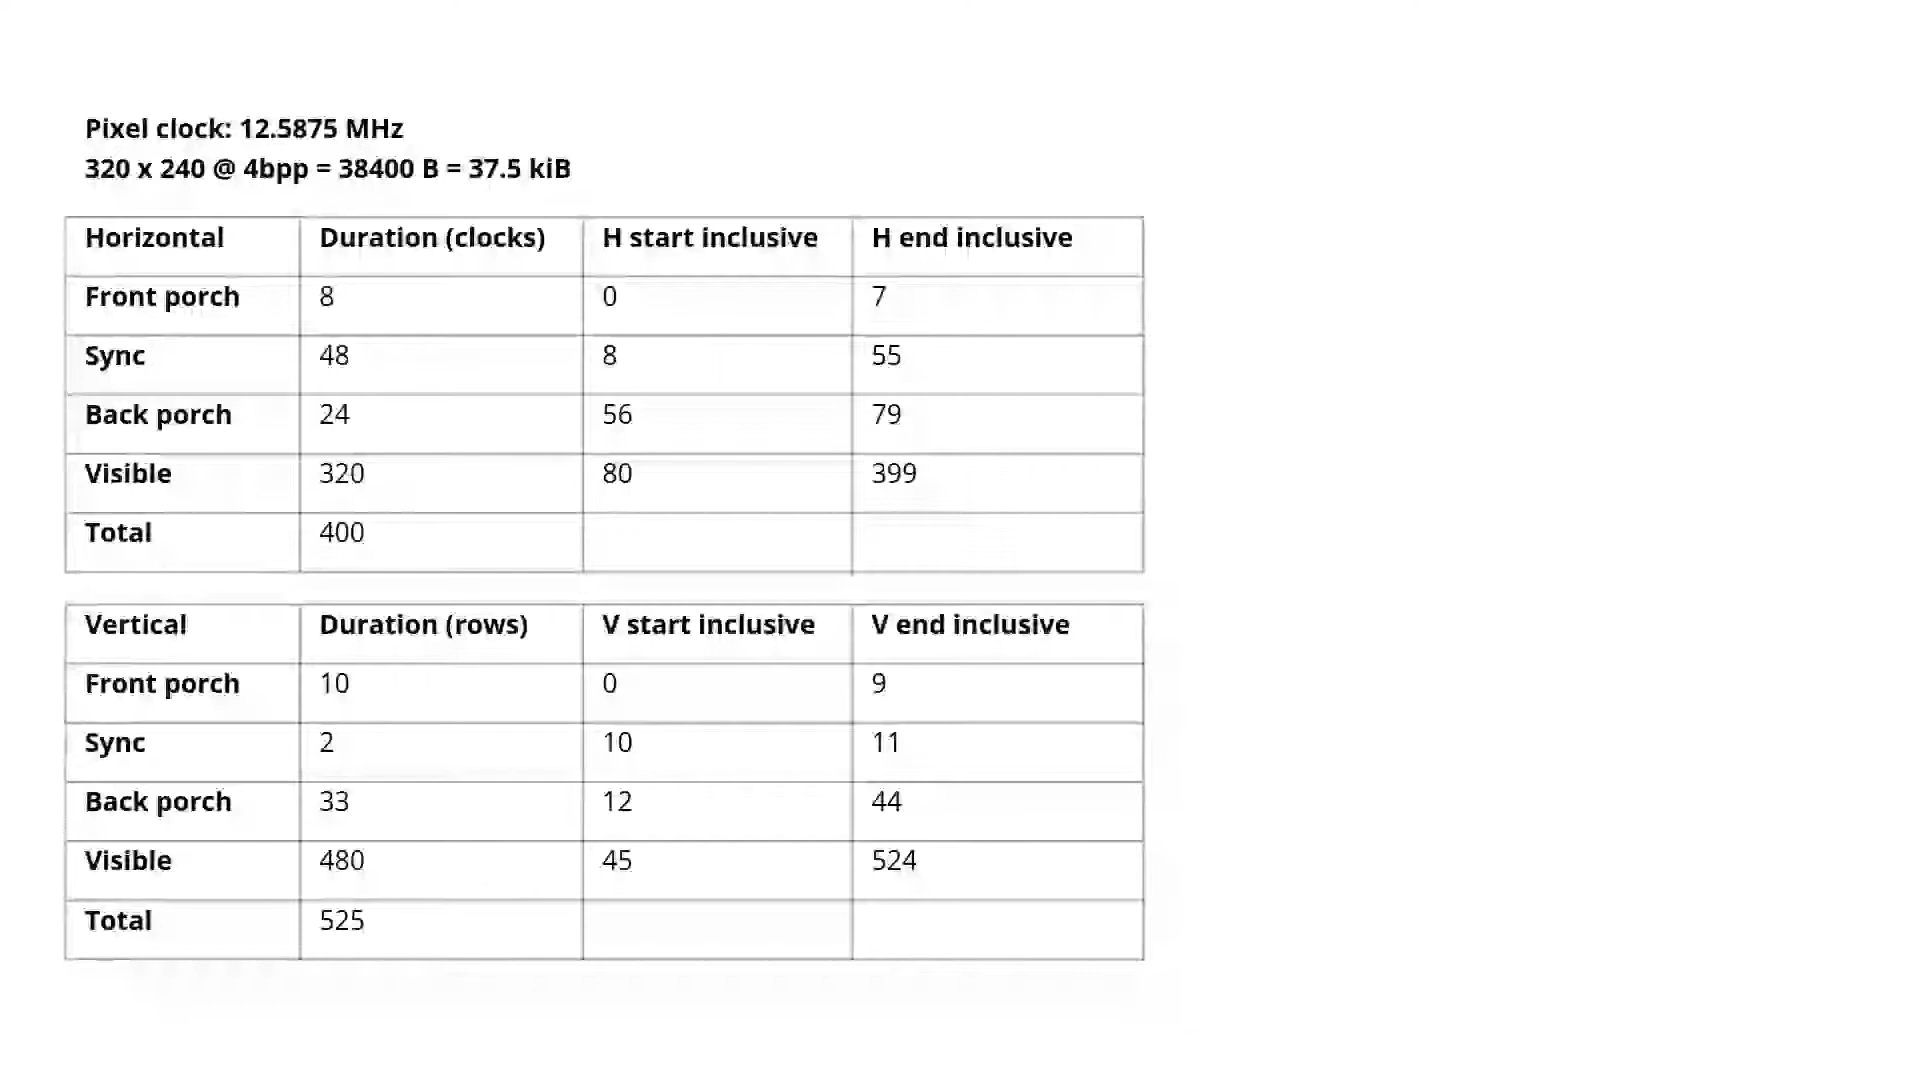 Pixel clock: 12.5875 MHz
320 x 240 @ 4bpp = 38400 B = 37.5 kiB
Horizontal Duration (clocks) H start inclusive H end inclusive
Front porch 8 0 7
Sync 48 8 55
Back porch 24 56 79
Visible 320 80 399
Total 400
Vertical Duration (rows) V start inclusive V end inclusive
Front porch 10 0 9
Sync 2 10 11
Back porch 33 12 44
Visible 480 45 524
Total 525